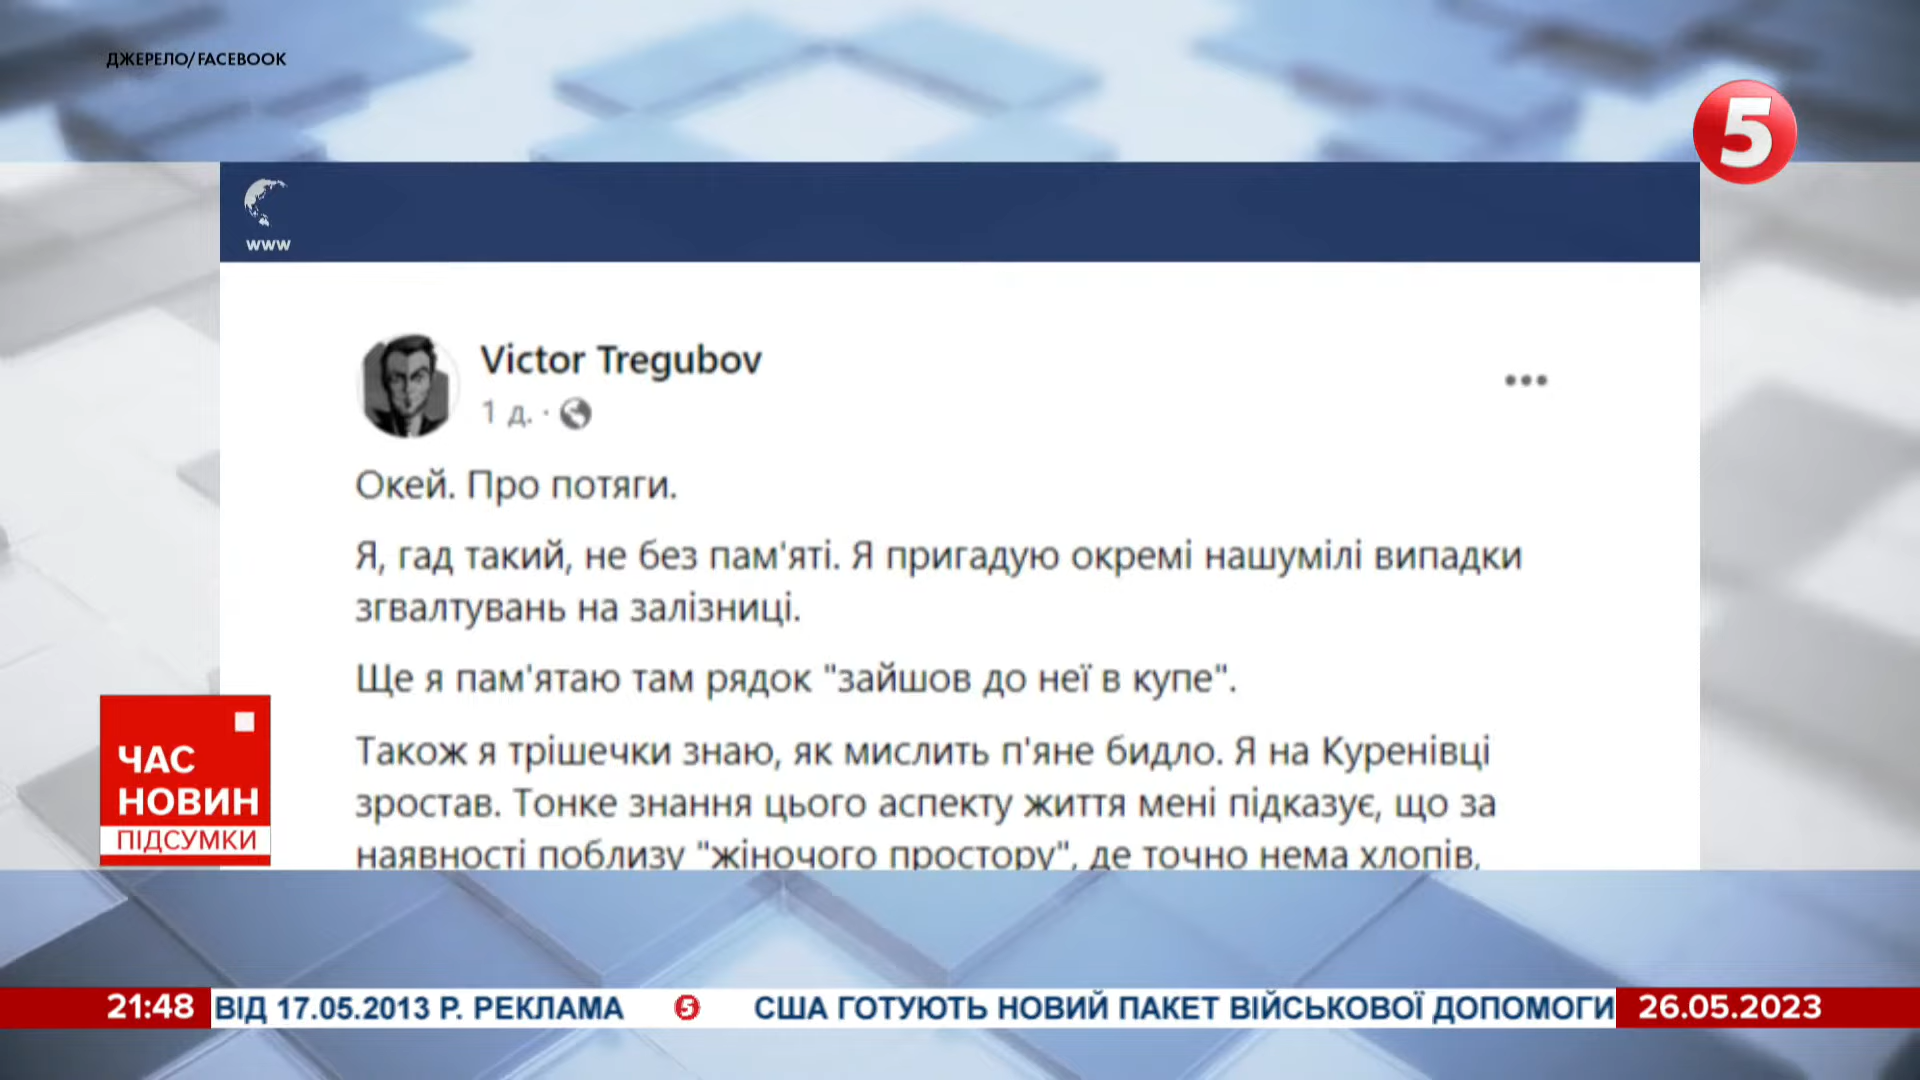 ДЖЕРЕЛО/FACEBOOK
5
www
Victor Tregubov
1 д. ·
Окей. Про потяги.
Я, гад такий, не без пам'яті. Я пригадую окремі нашумілі випадки
згвалтувань на залізниці.
Ще я пам'ятаю там рядок "зайшов до неї в купе".
Також я трішечки знаю, як мислить п'яне бидло. Я на Куренівці
зростав. Тонке знання цього аспекту життя мені підказує, що за
наявності поблизу "жіночого простору", де точно нема хлопів,
ЧАС
НОВИН
ПІДСУМКИ
21:48 ВІД 17.05.2013 Р. РЕКЛАМА 5 США ГОТУЮТЬ НОВИЙ ПАКЕТ ВІЙСЬКОВОЇ ДОПОМОГИ 26.05.2023